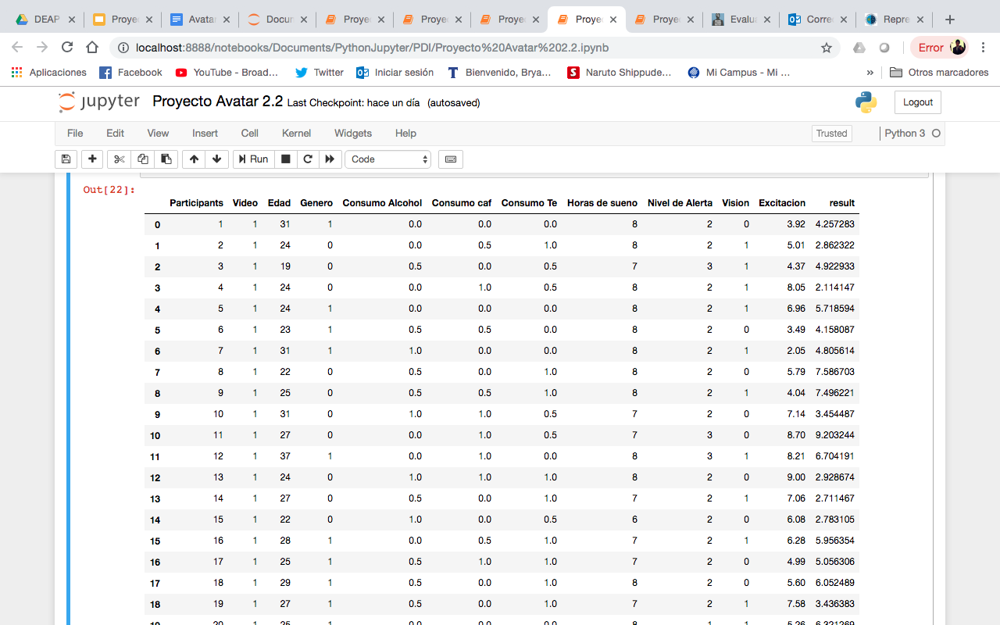 DEAP Proye Avatar Docum Proye Proye Proye Proye Proye Evalua Corre Repre
localhost:8888/notebooks/Documents/PythonJupyter/PDI/Proyecto%20Avatar%202.2.ipynb Error
Aplicaciones Facebook YouTube - Broad... Twitter Iniciar sesión Bienvenido, Brya... Naruto Shippude... Mi Campus - Mi ... » Otros marcadores
jupyter Proyecto Avatar 2.2 Last Checkpoint: hace un día (autosaved) Logout
File Edit View Insert Cell Kernel Widgets Help Trusted Python 3
Run Code
Out[22]:
Participants Video Edad Genero Consumo Alcohol Consumo caf Consumo Te Horas de sueno Nivel de Alerta Vision Excitacion result
0 1 1 31 1 0.0 0.0 0.0 8 2 0 3.92 4.257283
1 2 1 24 0 0.0 0.5 1.0 8 2 1 5.01 2.862322
2 3 1 19 0 0.5 0.0 0.5 7 3 1 4.37 4.922933
3 4 1 24 0 0.0 1.0 0.5 8 2 1 8.05 2.114147
4 5 1 24 1 0.0 0.0 0.0 8 2 1 6.96 5.718594
5 6 1 23 1 0.5 0.5 0.0 8 2 0 3.49 4.158087
6 7 1 31 1 1.0 0.0 0.0 8 2 1 2.05 4.805614
7 8 1 22 0 0.5 0.0 1.0 8 2 0 5.79 7.586703
8 9 1 25 0 0.5 0.5 1.0 8 2 1 4.04 7.496221
9 10 1 31 0 1.0 1.0 0.5 7 2 0 7.14 3.454487
10 11 1 27 0 0.0 1.0 0.5 7 3 0 8.70 9.203244
11 12 1 37 1 0.0 1.0 0.0 8 3 1 8.21 6.704191
12 13 1 24 0 1.0 1.0 1.0 8 2 0 9.00 2.928674
13 14 1 27 0 0.5 0.0 1.0 7 2 1 7.06 2.711467
14 15 1 22 0 1.0 0.0 0.5 6 2 0 6.08 2.783105
15 16 1 28 1 0.0 0.5 1.0 7 2 1 6.28 5.956354
16 17 1 25 1 0.5 1.0 1.0 7 2 0 4.99 5.056306
17 18 1 29 1 0.5 0.0 1.0 8 2 0 5.60 6.052489
18 19 1 27 1 0.5 0.0 1.0 7 2 1 7.58 3.436383
19 20 1 25 1 0.0 0.0 0.0 8 1 1 5.26 6.321269